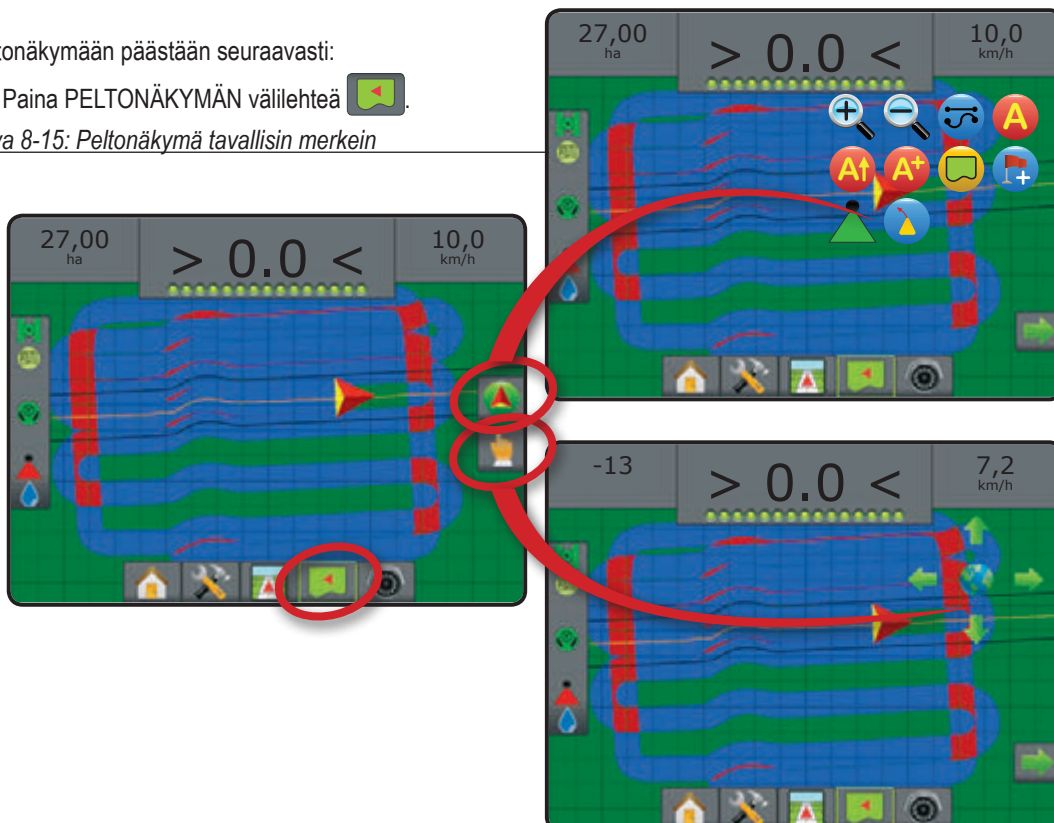 tonäkymään päästään seuraavasti:
Paina PELTONÄKYMÄN välilehteä .
va 8-15: Peltonäkymä tavallisin merkein
27,00
ha
> 0.0 <
10,0
km/h
27,00
ha
> 0.0 <
10,0
km/h
A
A
A+
-13
> 0.0 <
7,2
km/h